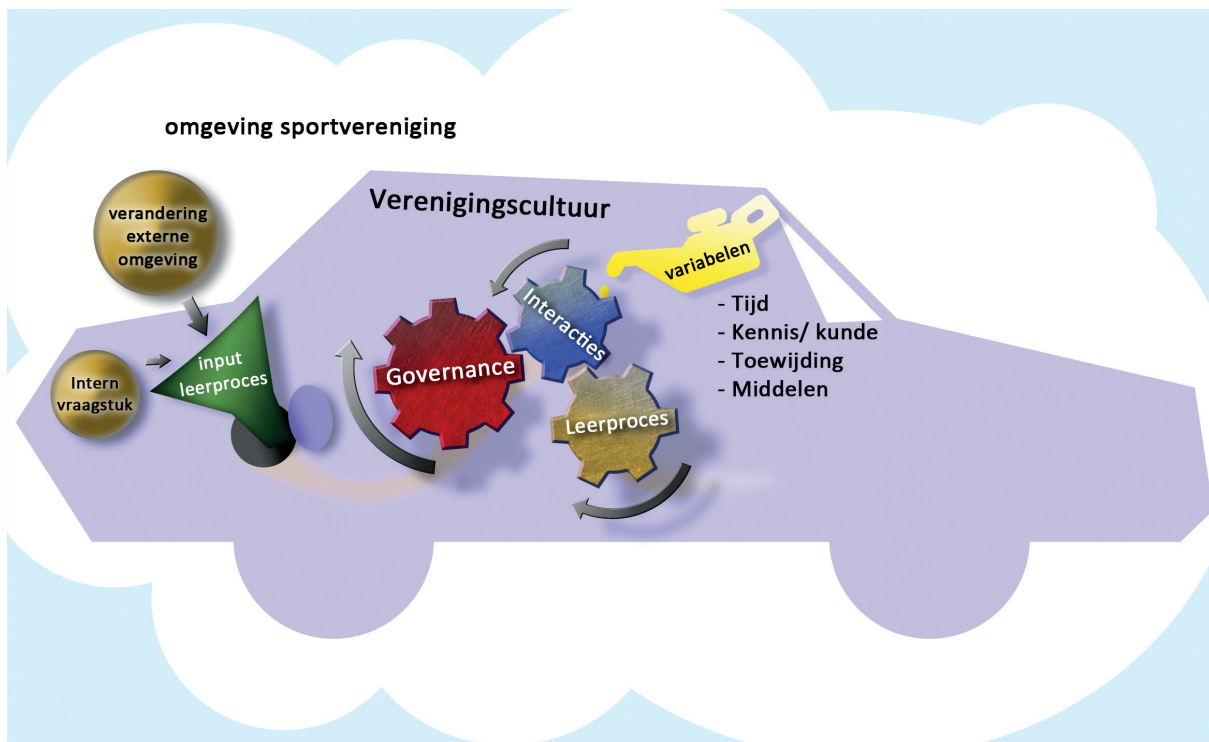 omgeving sportvereniging
verandering
externe
omgeving
Verenigingscultuur
variabelen
Interacties
input
leerproces
Intern
vraagstuk
Governance
Leerproces
- Tijd
- Kennis/ kunde
- Toewijding
- Middelen